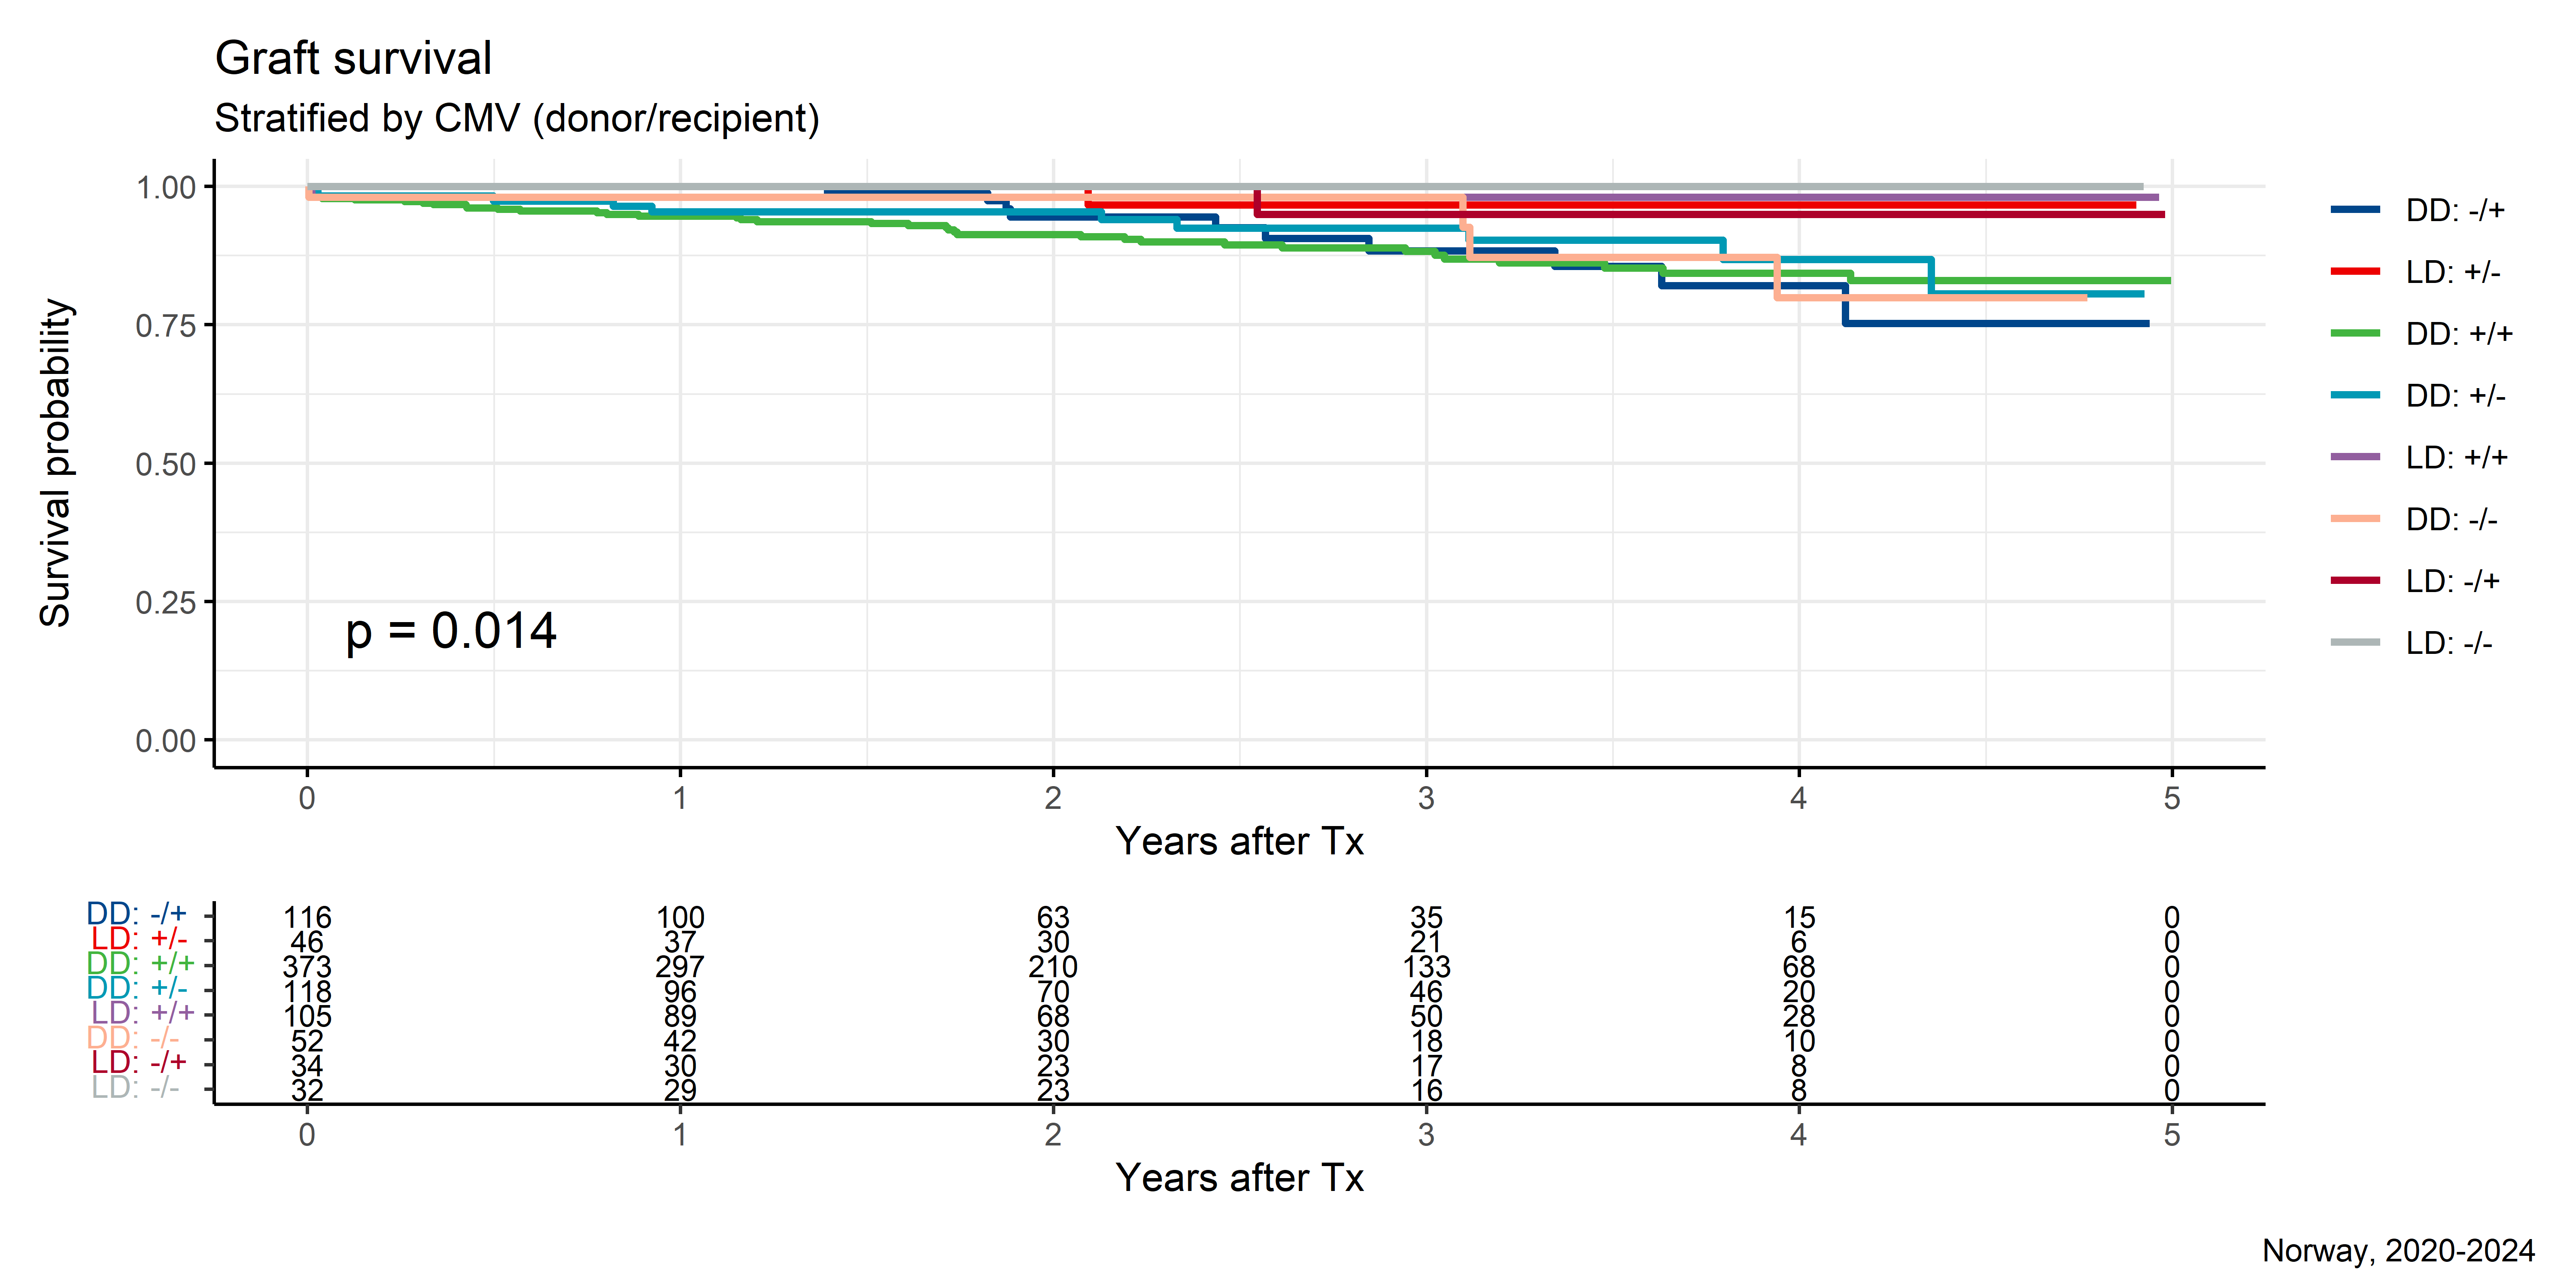 Graft survival
Stratified by CMV (donor/recipient)
Survival probability
1.00
0.75
0.50
0.25
0.00
p = 0.014
0 1 2 3 4 5
Years after Tx
DD: -/+
LD: +/-
DD: +/+
DD: +/-
LD: +/+
DD: -/-
LD: -/+
LD: -/-
DD: -/+ 116 100 63 35 15 0
LD: +/- 46 37 30 21 6 0
DD: +/+ 373 297 210 133 68 0
DD: +/- 118 96 70 46 20 0
LD: +/+ 105 89 68 50 28 0
DD: -/- 52 42 30 18 10 0
LD: -/+ 34 30 23 17 8 0
LD: -/- 32 29 23 16 8 0
0 1 2 3 4 5
Years after Tx
Norway, 2020-2024